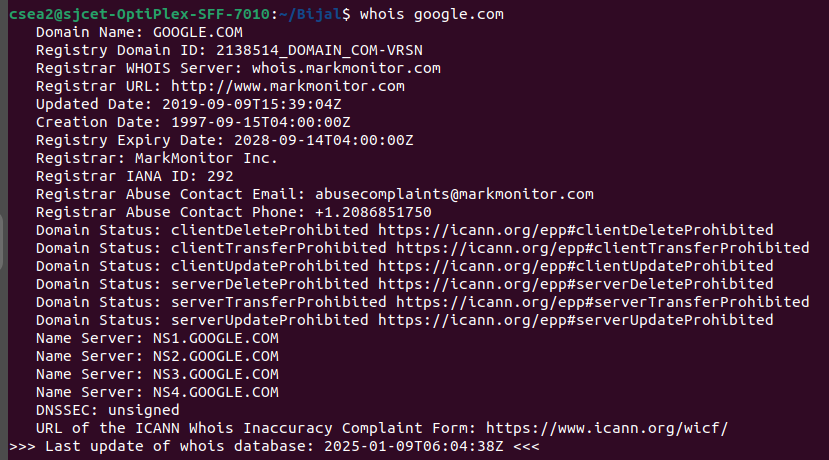 csea2@sjcet-OptiPlex-SFF-7010:~/Bijal$ whois google.com
Domain Name: GOOGLE.COM
Registry Domain ID: 2138514_DOMAIN_COM-VRSN
Registrar WHOIS Server: whois.markmonitor.com
Registrar URL: http://www.markmonitor.com
Updated Date: 2019-09-09T15:39:04Z
Creation Date: 1997-09-15T04:00:00Z
Registry Expiry Date: 2028-09-14T04:00:00Z
Registrar: MarkMonitor Inc.
Registrar IANA ID: 292
Registrar Abuse Contact Email: abusecomplaints@markmonitor.com
Registrar Abuse Contact Phone: +1.2086851750
Domain Status: clientDeleteProhibited https://icann.org/epp#clientDeleteProhibited
Domain Status: clientTransferProhibited https://icann.org/epp#clientTransferProhibited
Domain Status: clientUpdateProhibited https://icann.org/epp#clientUpdateProhibited
Domain Status: serverDeleteProhibited https://icann.org/epp#serverDeleteProhibited
Domain Status: serverTransferProhibited https://icann.org/epp#serverTransferProhibited
Domain Status: serverUpdateProhibited https://icann.org/epp#serverUpdateProhibited
Name Server: NS1.GOOGLE.COM
Name Server: NS2.GOOGLE.COM
Name Server: NS3.GOOGLE.COM
Name Server: NS4.GOOGLE.COM
DNSSEC: unsigned
URL of the ICANN Whois Inaccuracy Complaint Form: https://www.icann.org/wicf/
>>> Last update of whois database: 2025-01-09T06:04:38Z <<<